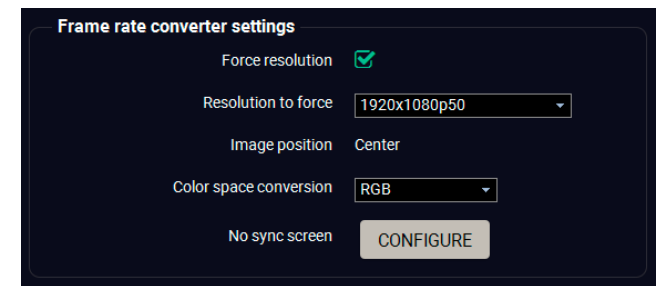 Frame rate converter settings
Force resolution
Resolution to force 1920x1080p50
Image position Center
Color space conversion RGB
No sync screen CONFIGURE